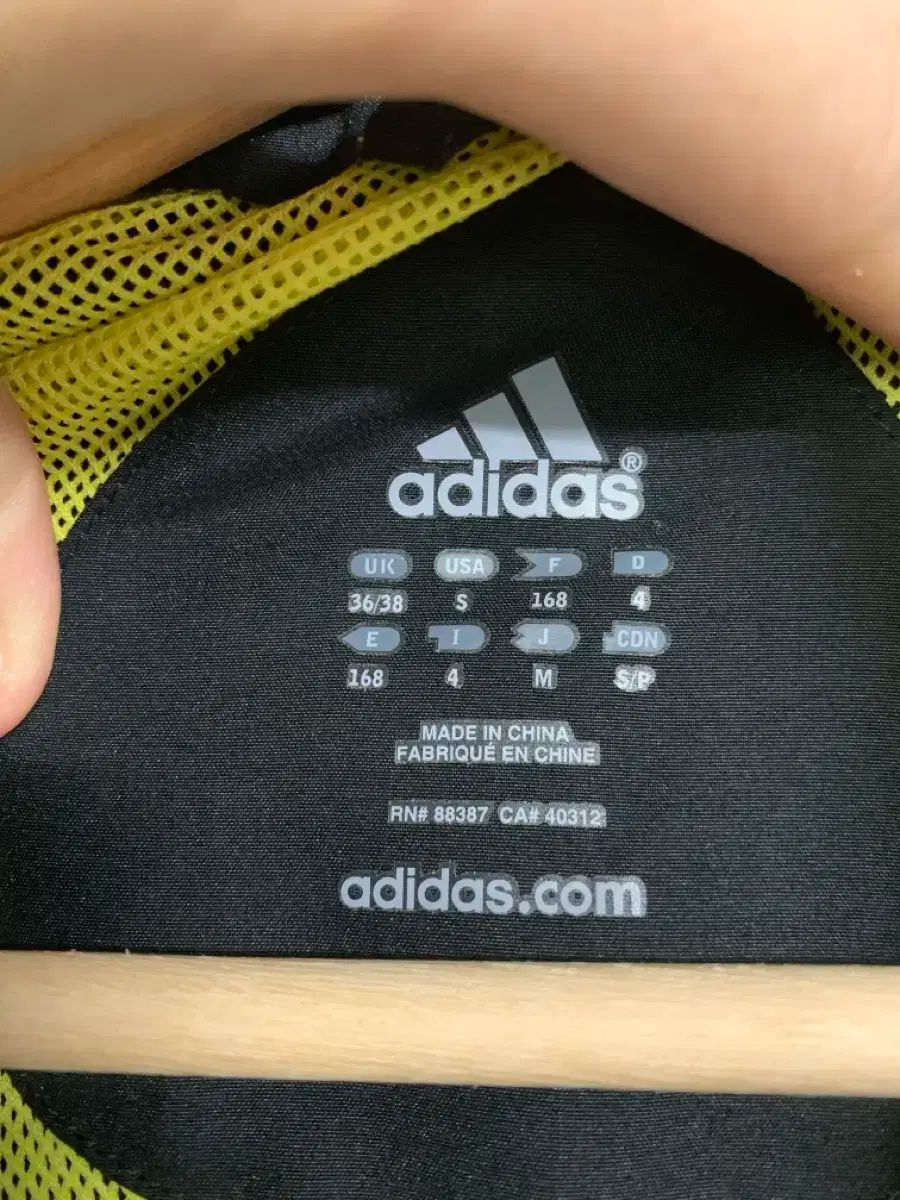 adidas®
UK USA F D
36/38 S 168 4
E I J CDN
168 4 M S/P
MADE IN CHINA
FABRIQUÉ EN CHINE
RN# 88387 CA# 40312
adidas.com